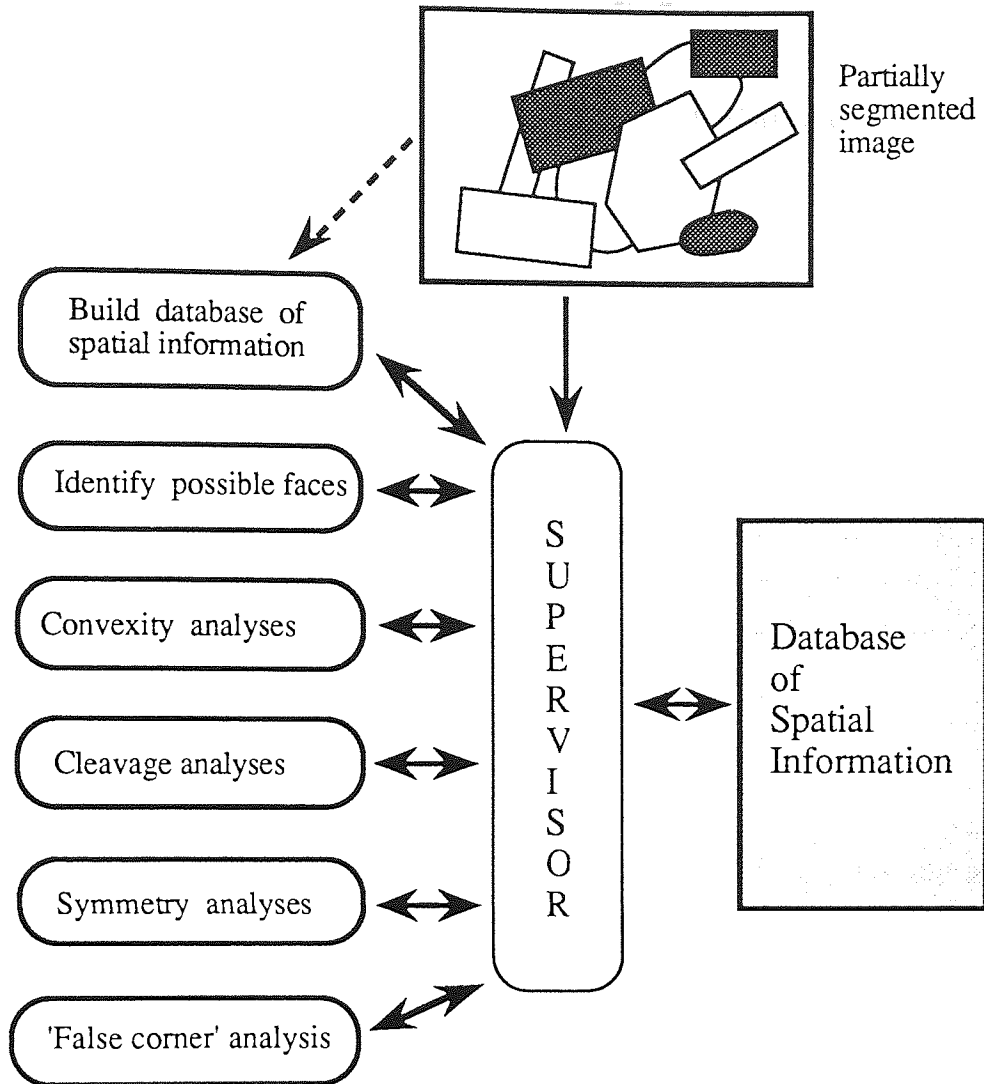 Partially
segmented
image
Build database of
spatial information
Identify possible faces
Convexity analyses
Cleavage analyses
Symmetry analyses
'False corner' analysis
S
U
P
E
R
V
I
S
O
R
Database
of
Spatial
Information